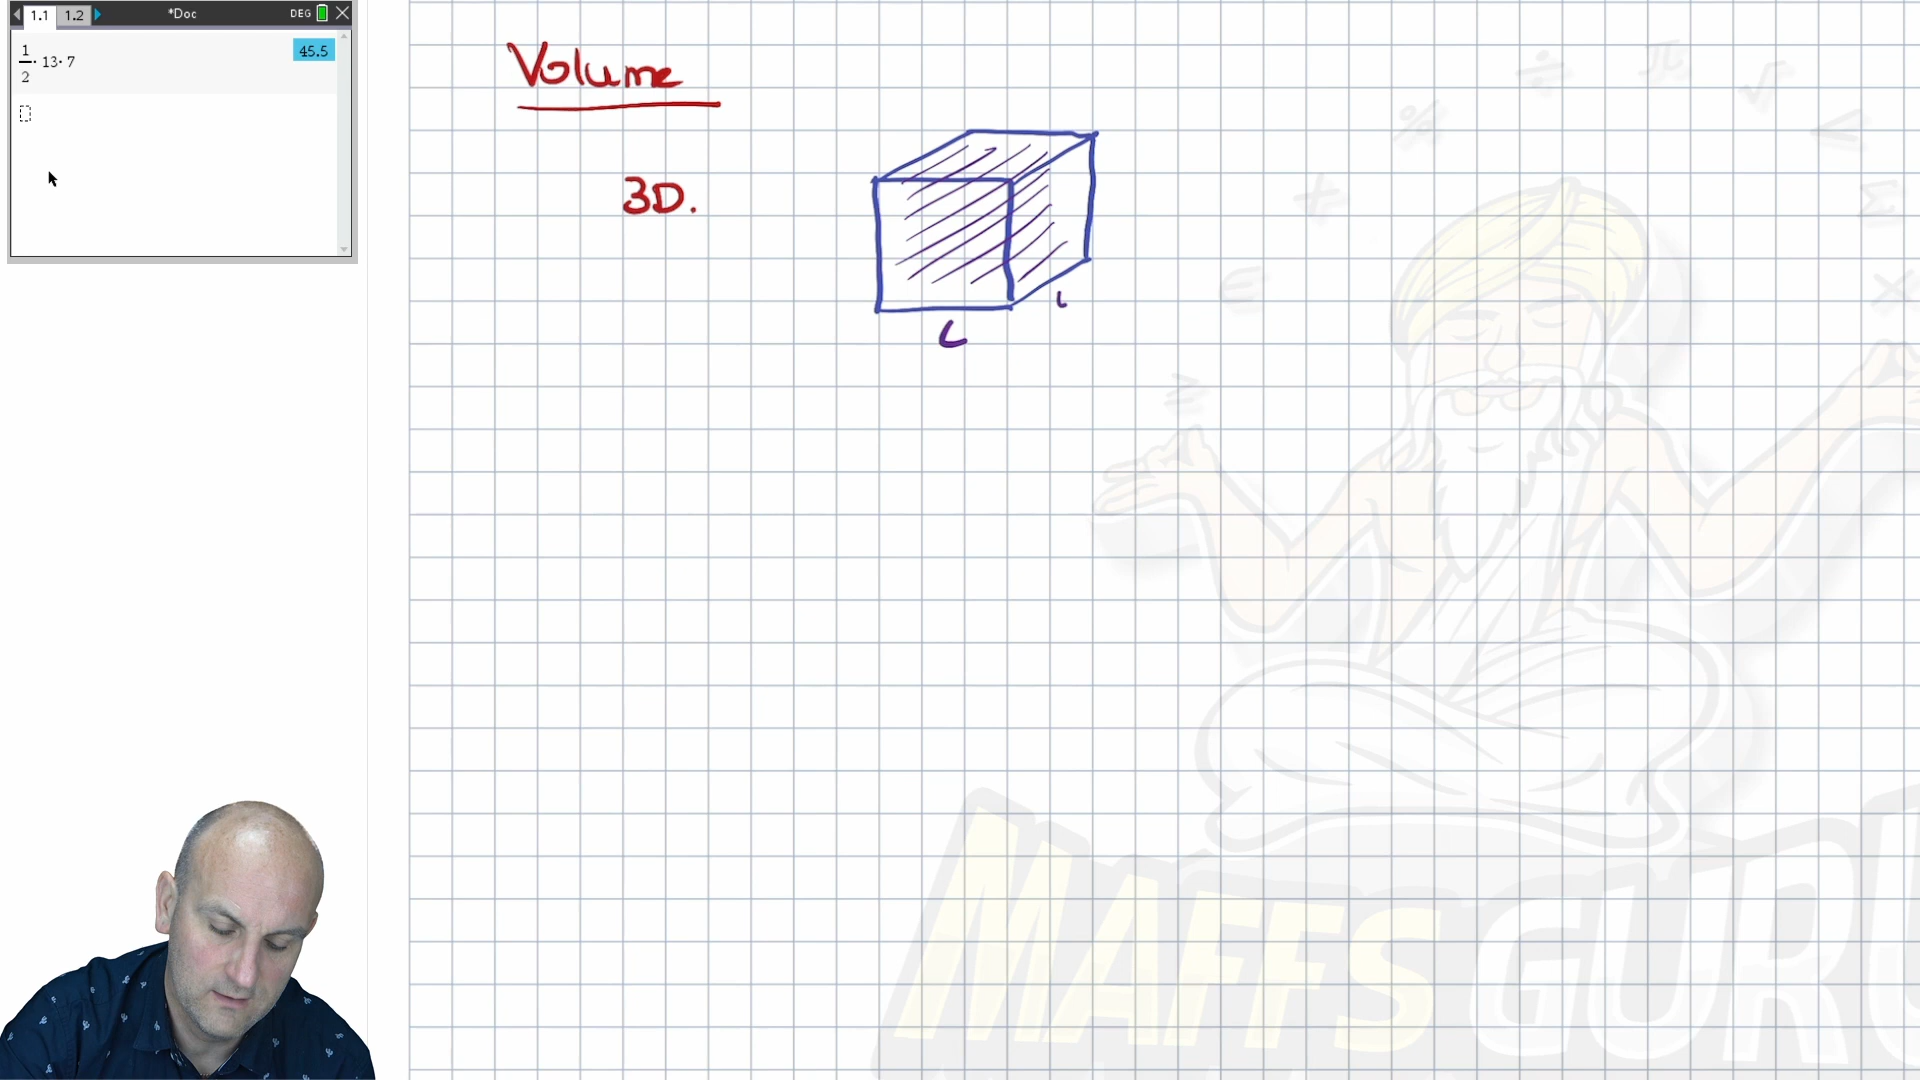 1.1 1.2 *Doc DEG
1/2 · 13 · 7 45.5
Volume
3D.
L
L
% ÷ π √ ∠
+ Σ
∈ ×
≥
MAFFS GURU